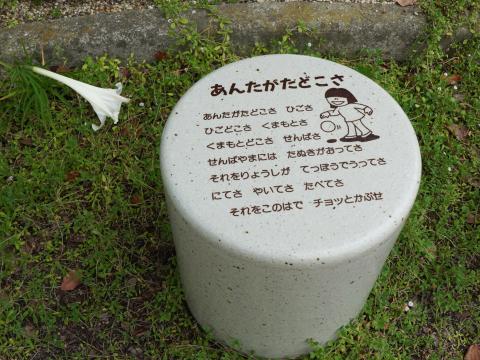 あんたがたどこさ
あんたがたどこさ　ひごさ
ひごどこさ　くまもとさ
くまもとどこさ　せんばさ
せんばやまには　たぬきがおってさ
それをりょうしが　てっぽうでうってさ
にてさ　やいてさ　たべてさ
それをこのはで　チョッとかぶせ